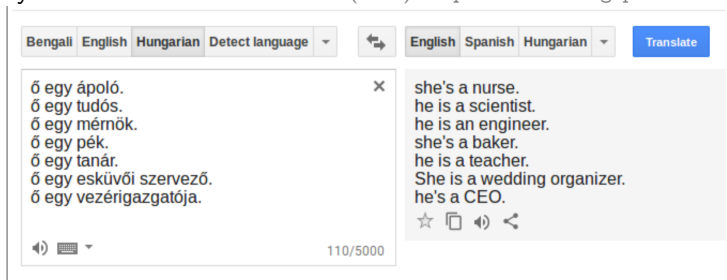 Bengali English Hungarian Detect language
English Spanish Hungarian
Translate
ő egy ápoló.
ő egy tudós.
ő egy mérnök.
ő egy pék.
ő egy tanár.
ő egy esküvői szervező.
ő egy vezérigazgatója.
110/5000
she's a nurse.
he is a scientist.
he is an engineer.
she's a baker.
he is a teacher.
She is a wedding organizer.
he's a CEO.